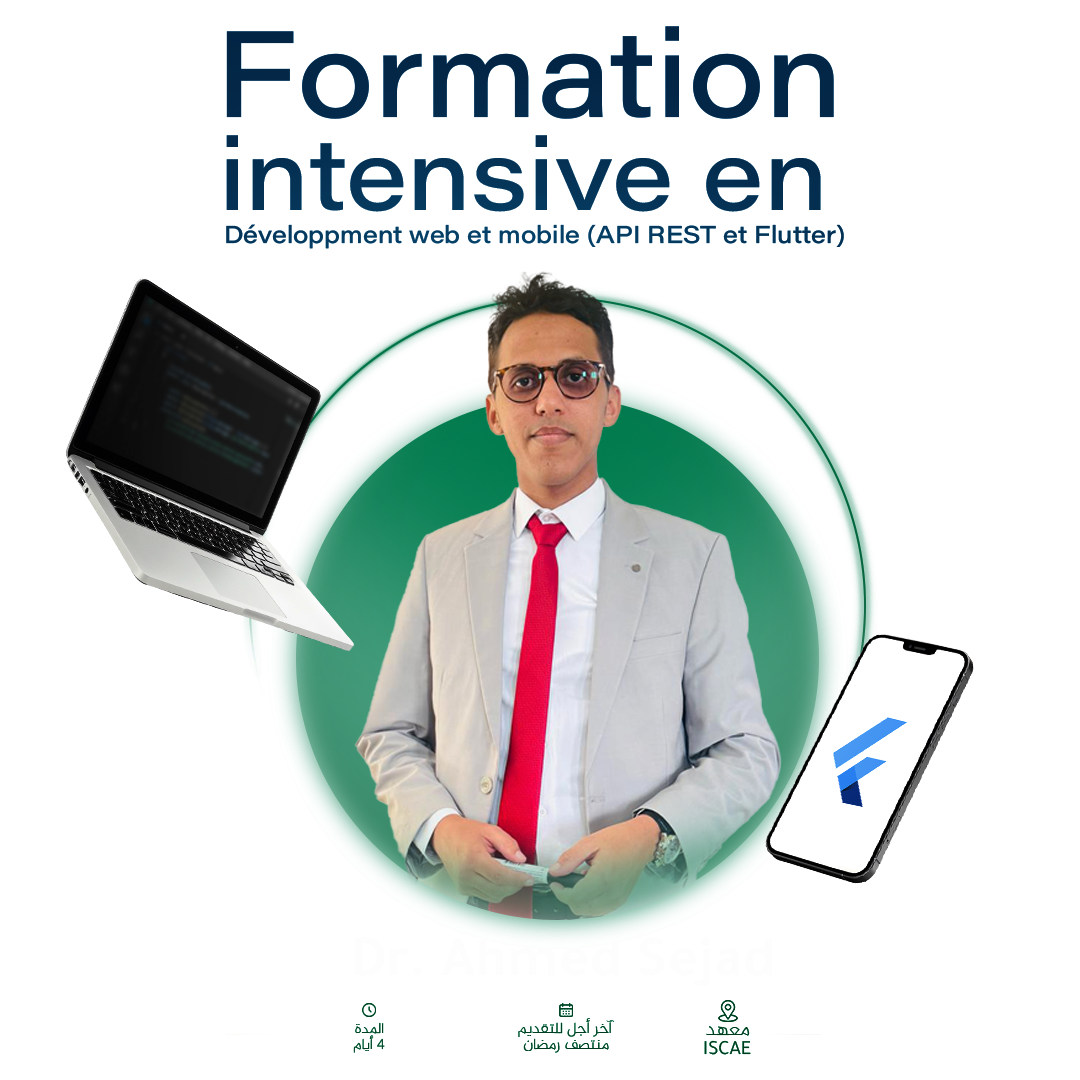 Formation
intensive en
Développment web et mobile (API REST et Flutter)
Dr. Ahmed Sejad
معهد
ISCAE
آخر أجل للتقديم
منتصف رمضان
المدة
4 أيام